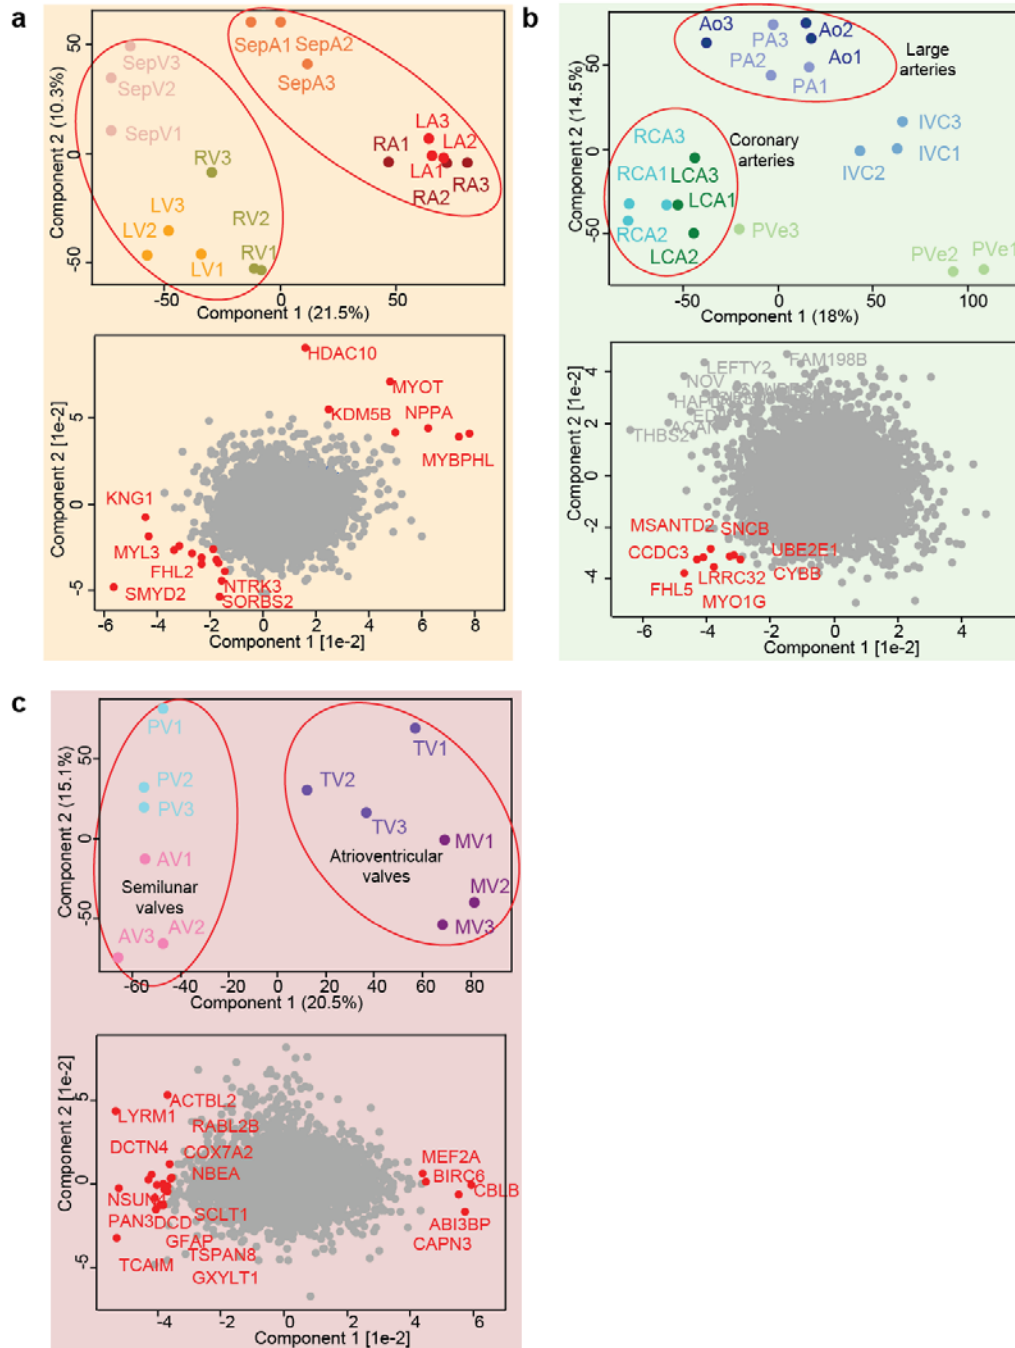 a
50
0
-50
Component 2 (10.3%)
SepV3
SepV2
SepV1
SepA1 SepA2
SepA3
RV3
RV2
RV1
LV3
LV2
LV1
LA3
RA1
LA2
LA1
RA3
RA2
-50 0 50
Component 1 (21.5%)
5
0
-5
Component 2 [1e-2]
HDAC10
MYOT
KDM5B
NPPA
MYBPHL
KNG1
MYL3
FHL2
NTRK3
SMYD2
SORBS2
-4 -2 0 2 4 6 8
Component 1 [1e-2]
b
50
0
-50
Component 2 (14.5%)
Ao3
PA3
Ao2
PA2
Ao1
PA1
Large
arteries
IVC3
IVC1
IVC2
RCA3
Coronary
arteries
RCA1
LCA3
LCA1
RCA2
LCA2
PVe3
PVe2
PVe1
-50 0 50 100
Component 1 (18%)
4
2
0
-2
-4
Component 2 [1e-2]
FAM198B
LEFTY2
NOV
ACAN
THBS2
MSANTD2
SNCB
CCDC3
UBE2E1
LRRC32
CYBB
FHL5
MYO1G
-6 -4 -2 0 2 4
Component 1 [1e-2]
c
50
0
-50
Component 2 (15.1%)
PV1
PV2
PV3
AV1
Semilunar
valves
AV3
AV2
TV1
TV2
TV3
MV1
Atrioventricular
valves
MV2
MV3
-60 -40 -20 0 20 40 60 80
Component 1 (20.5%)
5
0
-5
Component 2 [1e-2]
ACTBL2
LYRM1
RABL2B
DCTN4
COX7A2
NBEA
NSUN4
PAN3
DCD
SCLT1
GFAP
TCAIM
TSPAN8
GXYLT1
MEF2A
BIRC6
CBLB
ABI3BP
CAPN3
-4 -2 0 2 4 6
Component 1 [1e-2]